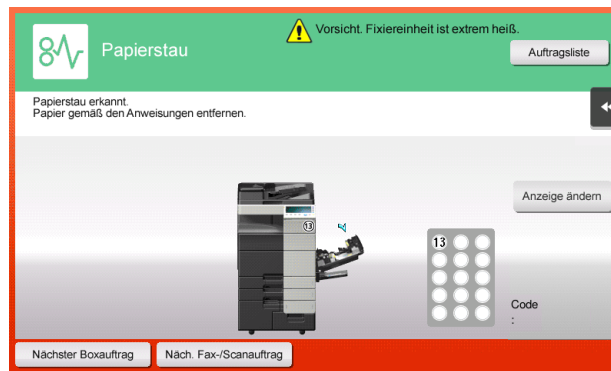 Vorsicht. Fixiereinheit ist extrem heiß.
Papierstau
Auftragsliste
Papierstau erkannt.
Papier gemäß den Anweisungen entfernen.
Anzeige ändern
13
13
Code
:
Nächster Boxauftrag
Näch. Fax-/Scanauftrag